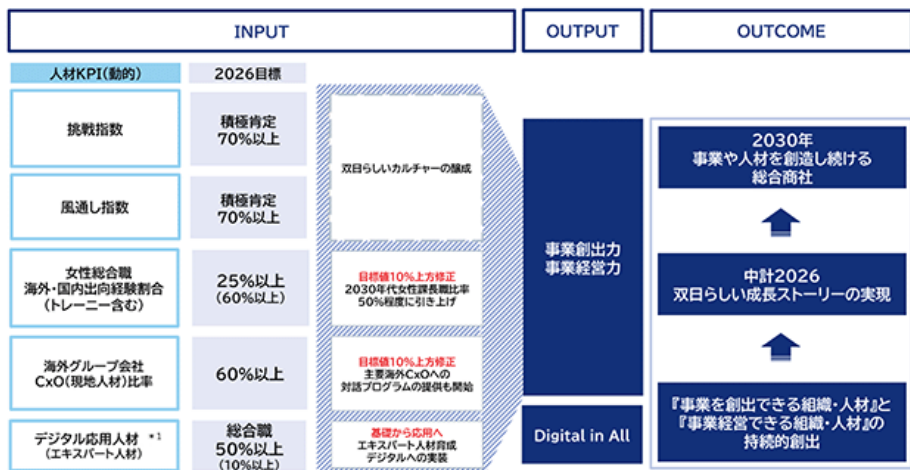 INPUT
OUTPUT
OUTCOME
人材KPI(動的)
2026目標
挑戦指数
積極肯定
70%以上
風通し指数
積極肯定
70%以上
双日らしいカルチャーの醸成
女性総合職
海外・国内出向経験割合
(トレーニー含む)
25%以上
(60%以上)
目標値10%上方修正
2030年代女性課長職比率
50%程度に引き上げ
海外グループ会社
CxO(現地人材)比率
60%以上
目標値10%上方修正
主要海外CxOへの
対話プログラムの提供も開始
デジタル応用人材 *1
(エキスパート人材)
総合職
50%以上
(10%以上)
基礎から応用へ
エキスパート人材育成
デジタルへの実装
事業創出力
事業経営力
Digital in All
2030年
事業や人材を創造し続ける
総合商社
中計2026
双日らしい成長ストーリーの実現
『事業を創出できる組織・人材』と
『事業経営できる組織・人材』の
持続的創出